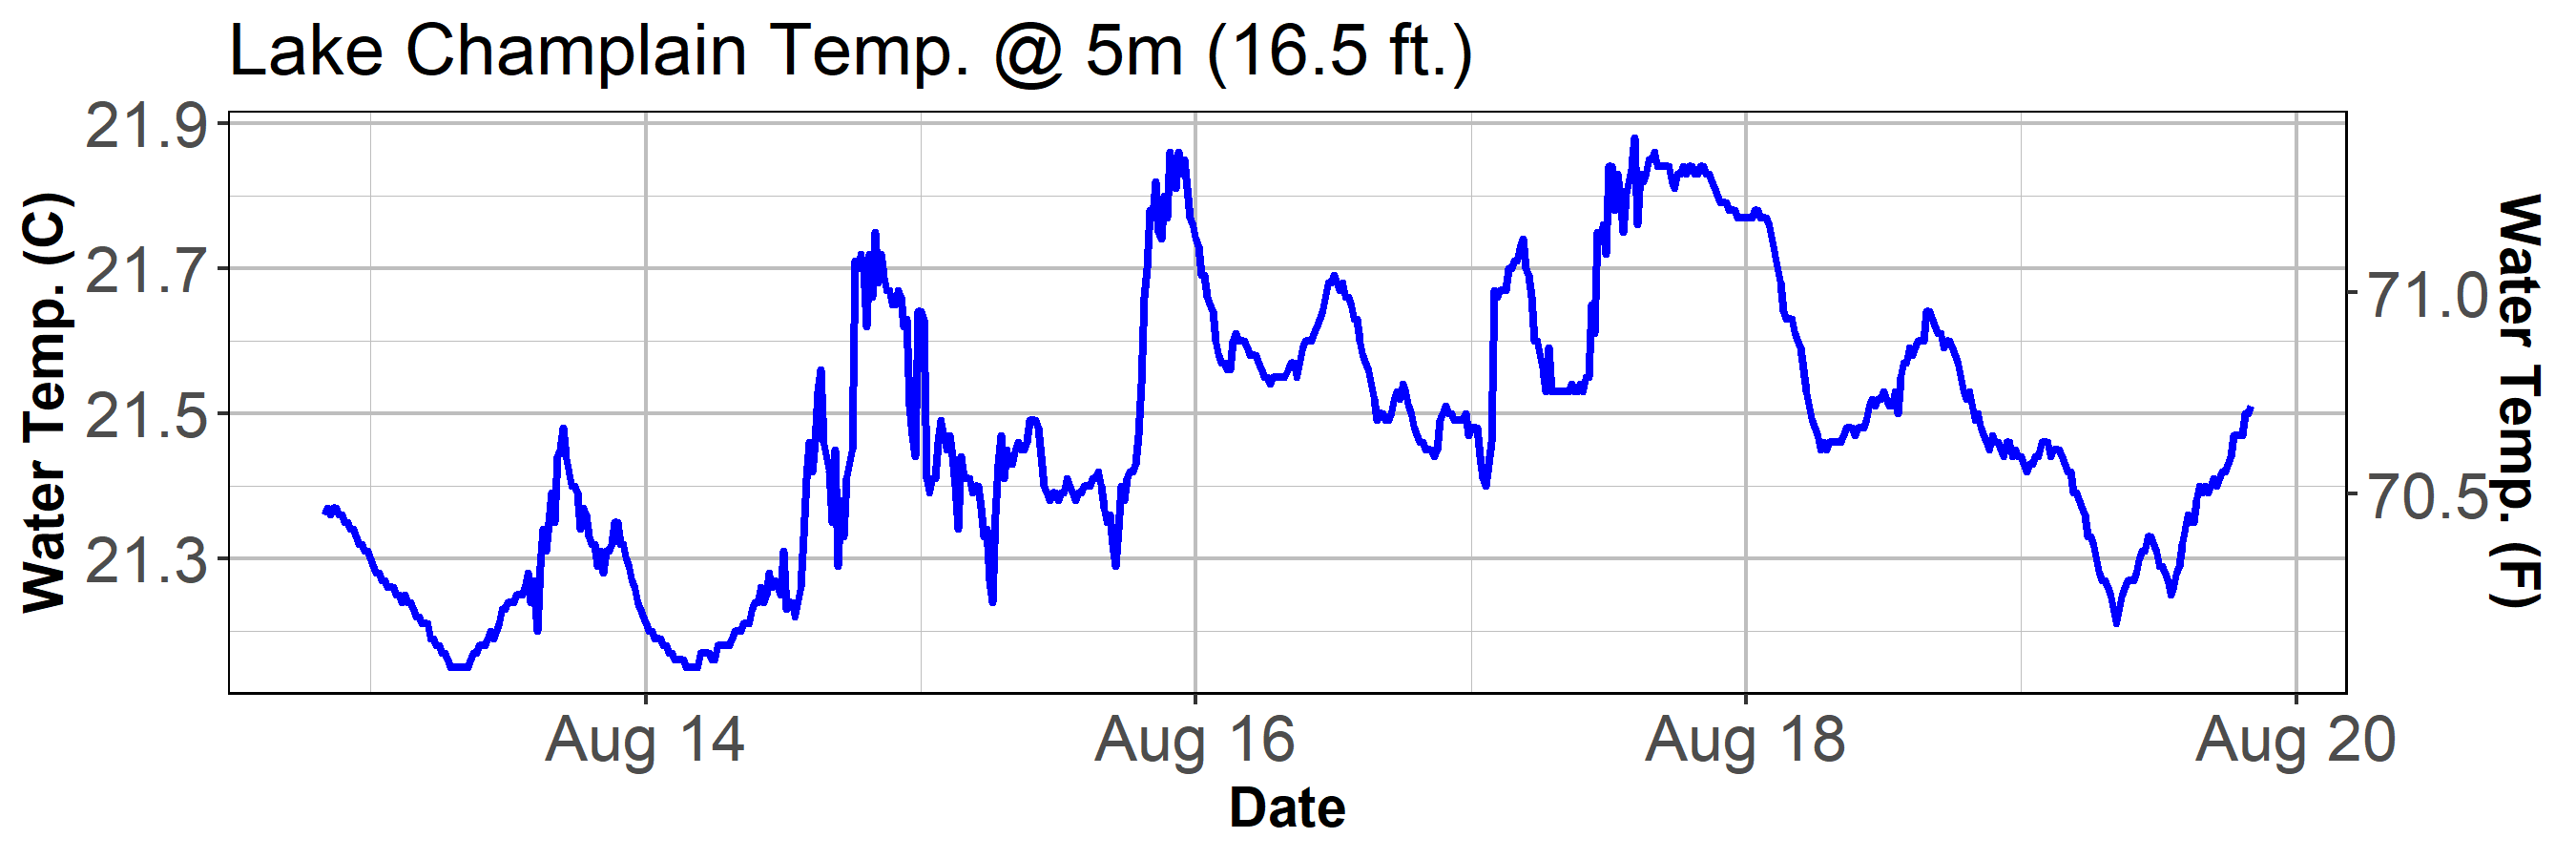 Lake Champlain Temp. @ 5m (16.5 ft.)
Water Temp. (C)
21.9
21.7
21.5
21.3
71.0
70.5
Water Temp. (F)
Aug 14 Aug 16 Aug 18 Aug 20
Date